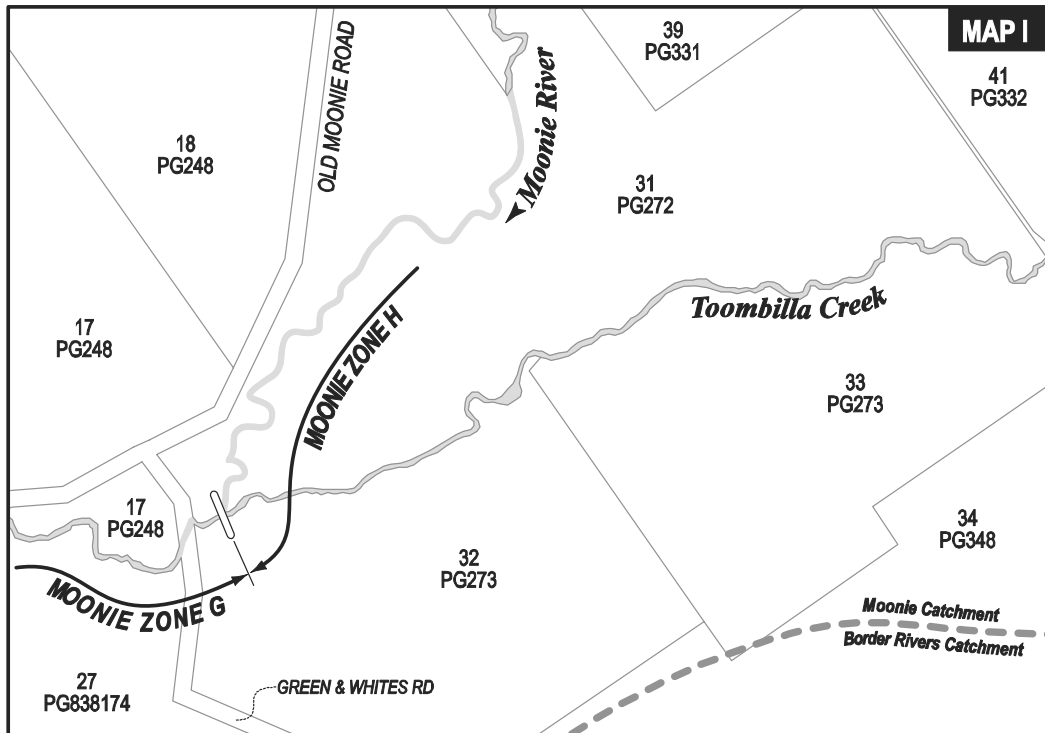 MAP I
39
PG331
41
PG332
OLD MOONIE ROAD
Moonie River
18
PG248
31
PG272
Toombilla Creek
17
PG248
MOONIE ZONE H
33
PG273
17
PG248
34
PG348
32
PG273
MOONIE ZONE G
Moonie Catchment
Border Rivers Catchment
27
PG838174
GREEN & WHITES RD